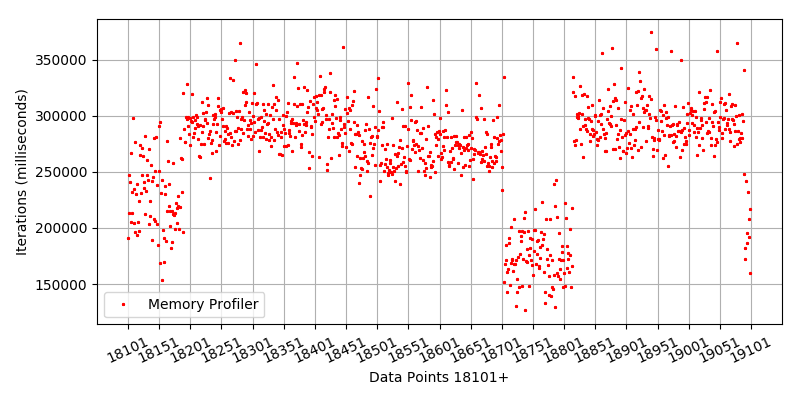 350000
300000
250000
200000
150000
Iterations (milliseconds)
Memory Profiler
18101 18151 18201 18251 18301 18351 18401 18451 18501 18551 18601 18651 18701 18751 18801 18851 18901 18951 19001 19051 19101
Data Points 18101+